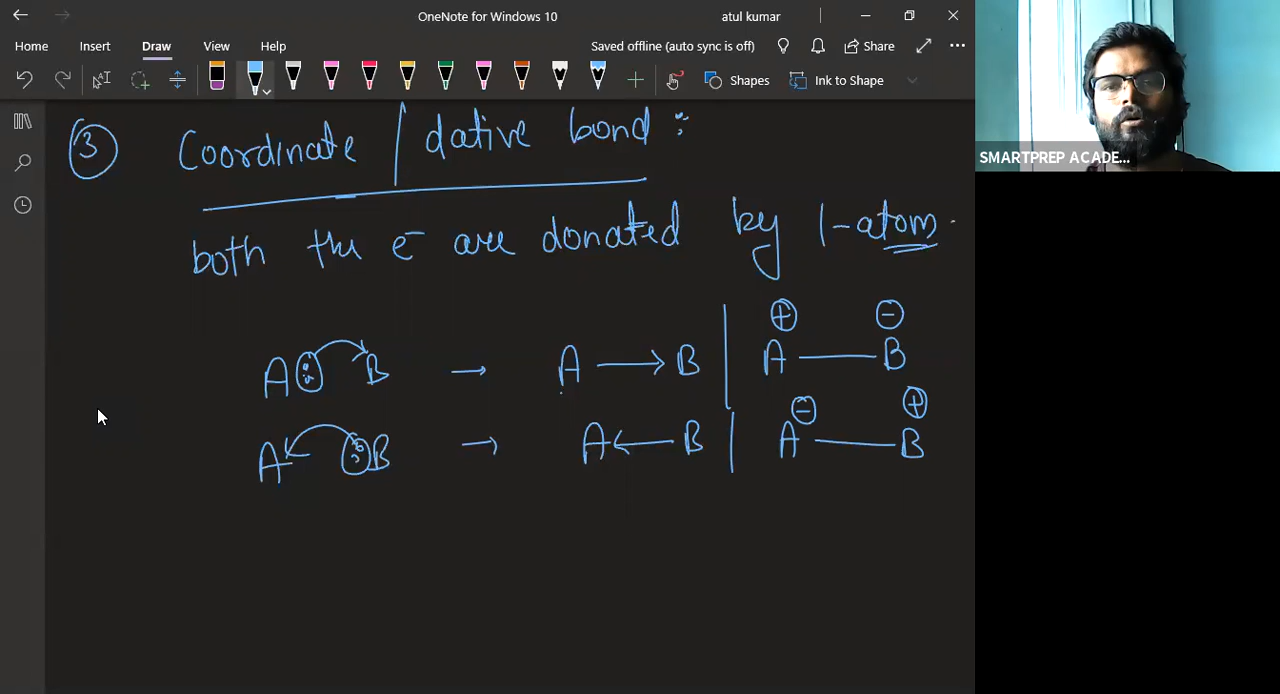 OneNote for Windows 10
atul kumar
Home Insert Draw View Help
Saved offline (auto sync is off)
Share
Shapes
Ink to Shape
SMARTPREP ACADE...
3 Coordinate / dative bond :
both the e⁻ are donated by 1-atom.
A : B → A → B | A⊕ — B⊖
A : B → A ← B | A⊖ — B⊕